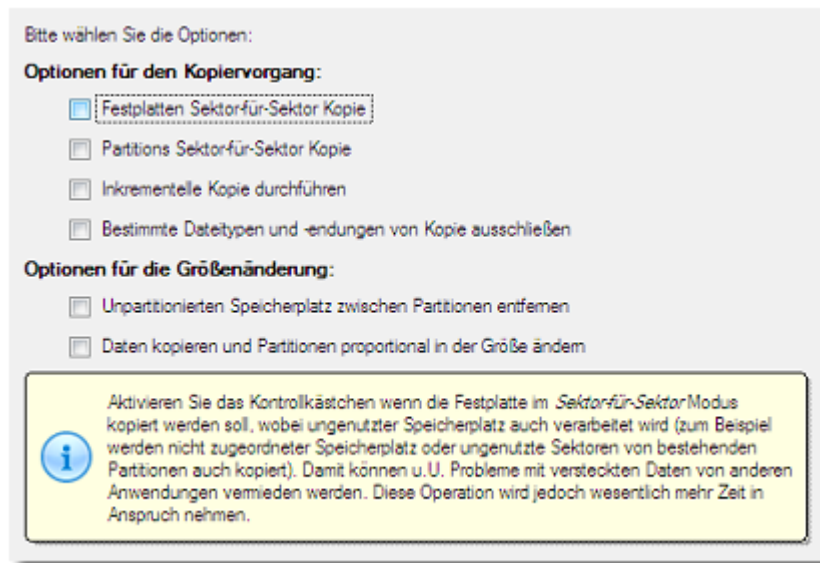 Bitte wählen Sie die Optionen:
Optionen für den Kopiervorgang:
Festplatten Sektor-für-Sektor Kopie
Partitions Sektor-für-Sektor Kopie
Inkrementelle Kopie durchführen
Bestimmte Dateitypen und -endungen von Kopie ausschließen
Optionen für die Größenänderung:
Unpartitionierten Speicherplatz zwischen Partitionen entfernen
Daten kopieren und Partitionen proportional in der Größe ändern
Aktivieren Sie das Kontrollkästchen wenn die Festplatte im Sektor-für-Sektor Modus
kopiert werden soll, wobei ungenutzter Speicherplatz auch verarbeitet wird (zum Beispiel
werden nicht zugeordneter Speicherplatz oder ungenutzte Sektoren von bestehenden
Partitionen auch kopiert). Damit können u.U. Probleme mit versteckten Daten von anderen
Anwendungen vermieden werden. Diese Operation wird jedoch wesentlich mehr Zeit in
Anspruch nehmen.